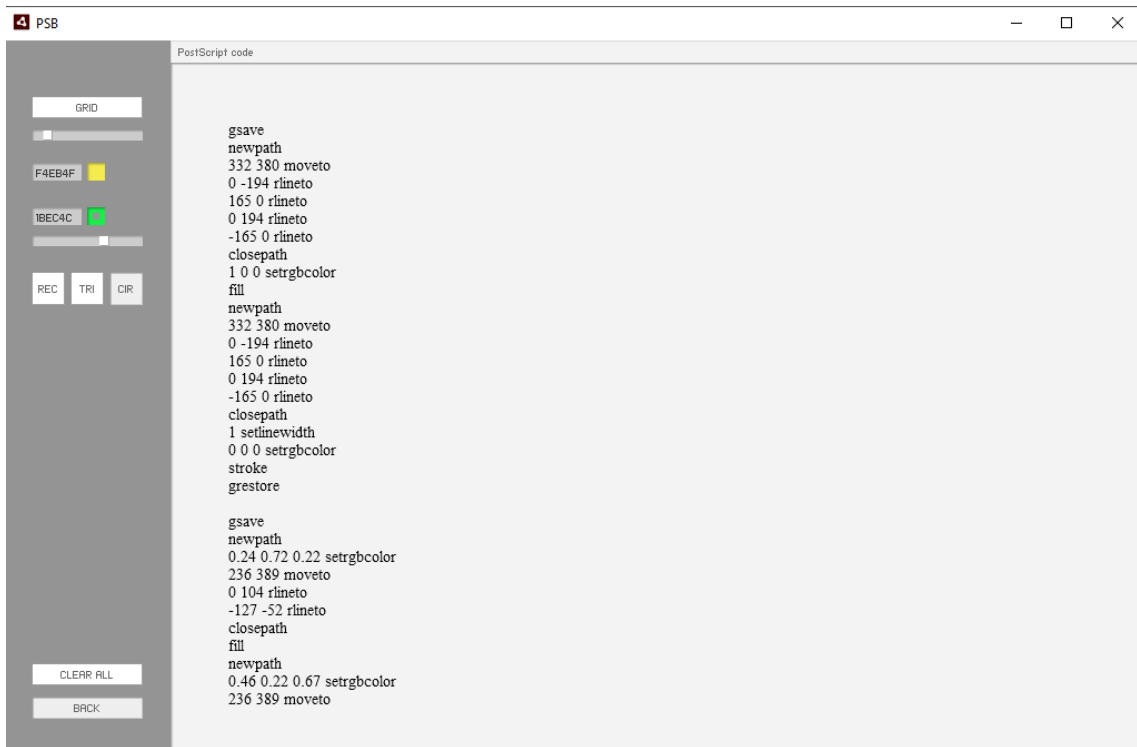 PSB
PostScript code
GRID
F4EB4F
1BEC4C
REC TRI CIR
CLEAR ALL
BACK
gsave
newpath
332 380 moveto
0 -194 rlineto
165 0 rlineto
0 194 rlineto
-165 0 rlineto
closepath
1 0 0 setrgbcolor
fill
newpath
332 380 moveto
0 -194 rlineto
165 0 rlineto
0 194 rlineto
-165 0 rlineto
closepath
1 setlinewidth
0 0 0 setrgbcolor
stroke
grestore
gsave
newpath
0.24 0.72 0.22 setrgbcolor
236 389 moveto
0 104 rlineto
-127 -52 rlineto
closepath
fill
newpath
0.46 0.22 0.67 setrgbcolor
236 389 moveto